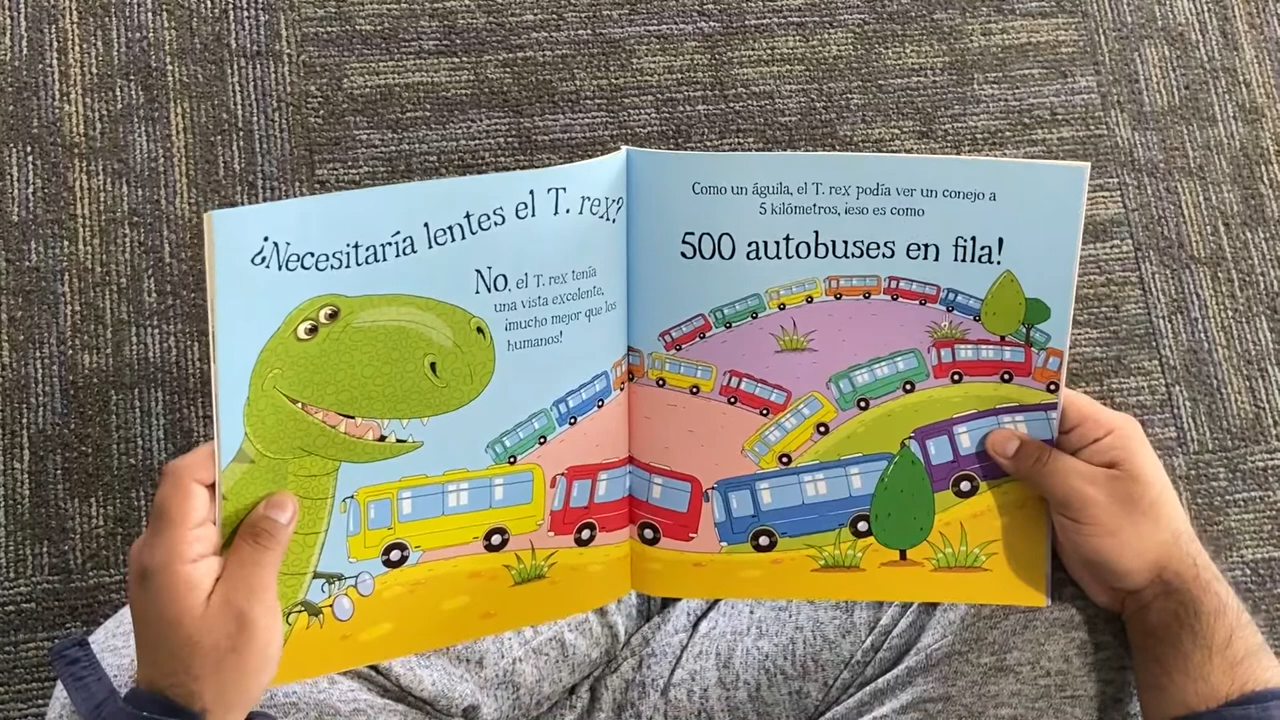 ¿Necesitaría lentes el T. rex?
No, el T. rex tenía
una vista excelente,
¡mucho mejor que los
humanos!
Como un águila, el T. rex podía ver un conejo a
5 kilómetros, ¡eso es como
500 autobuses en fila!